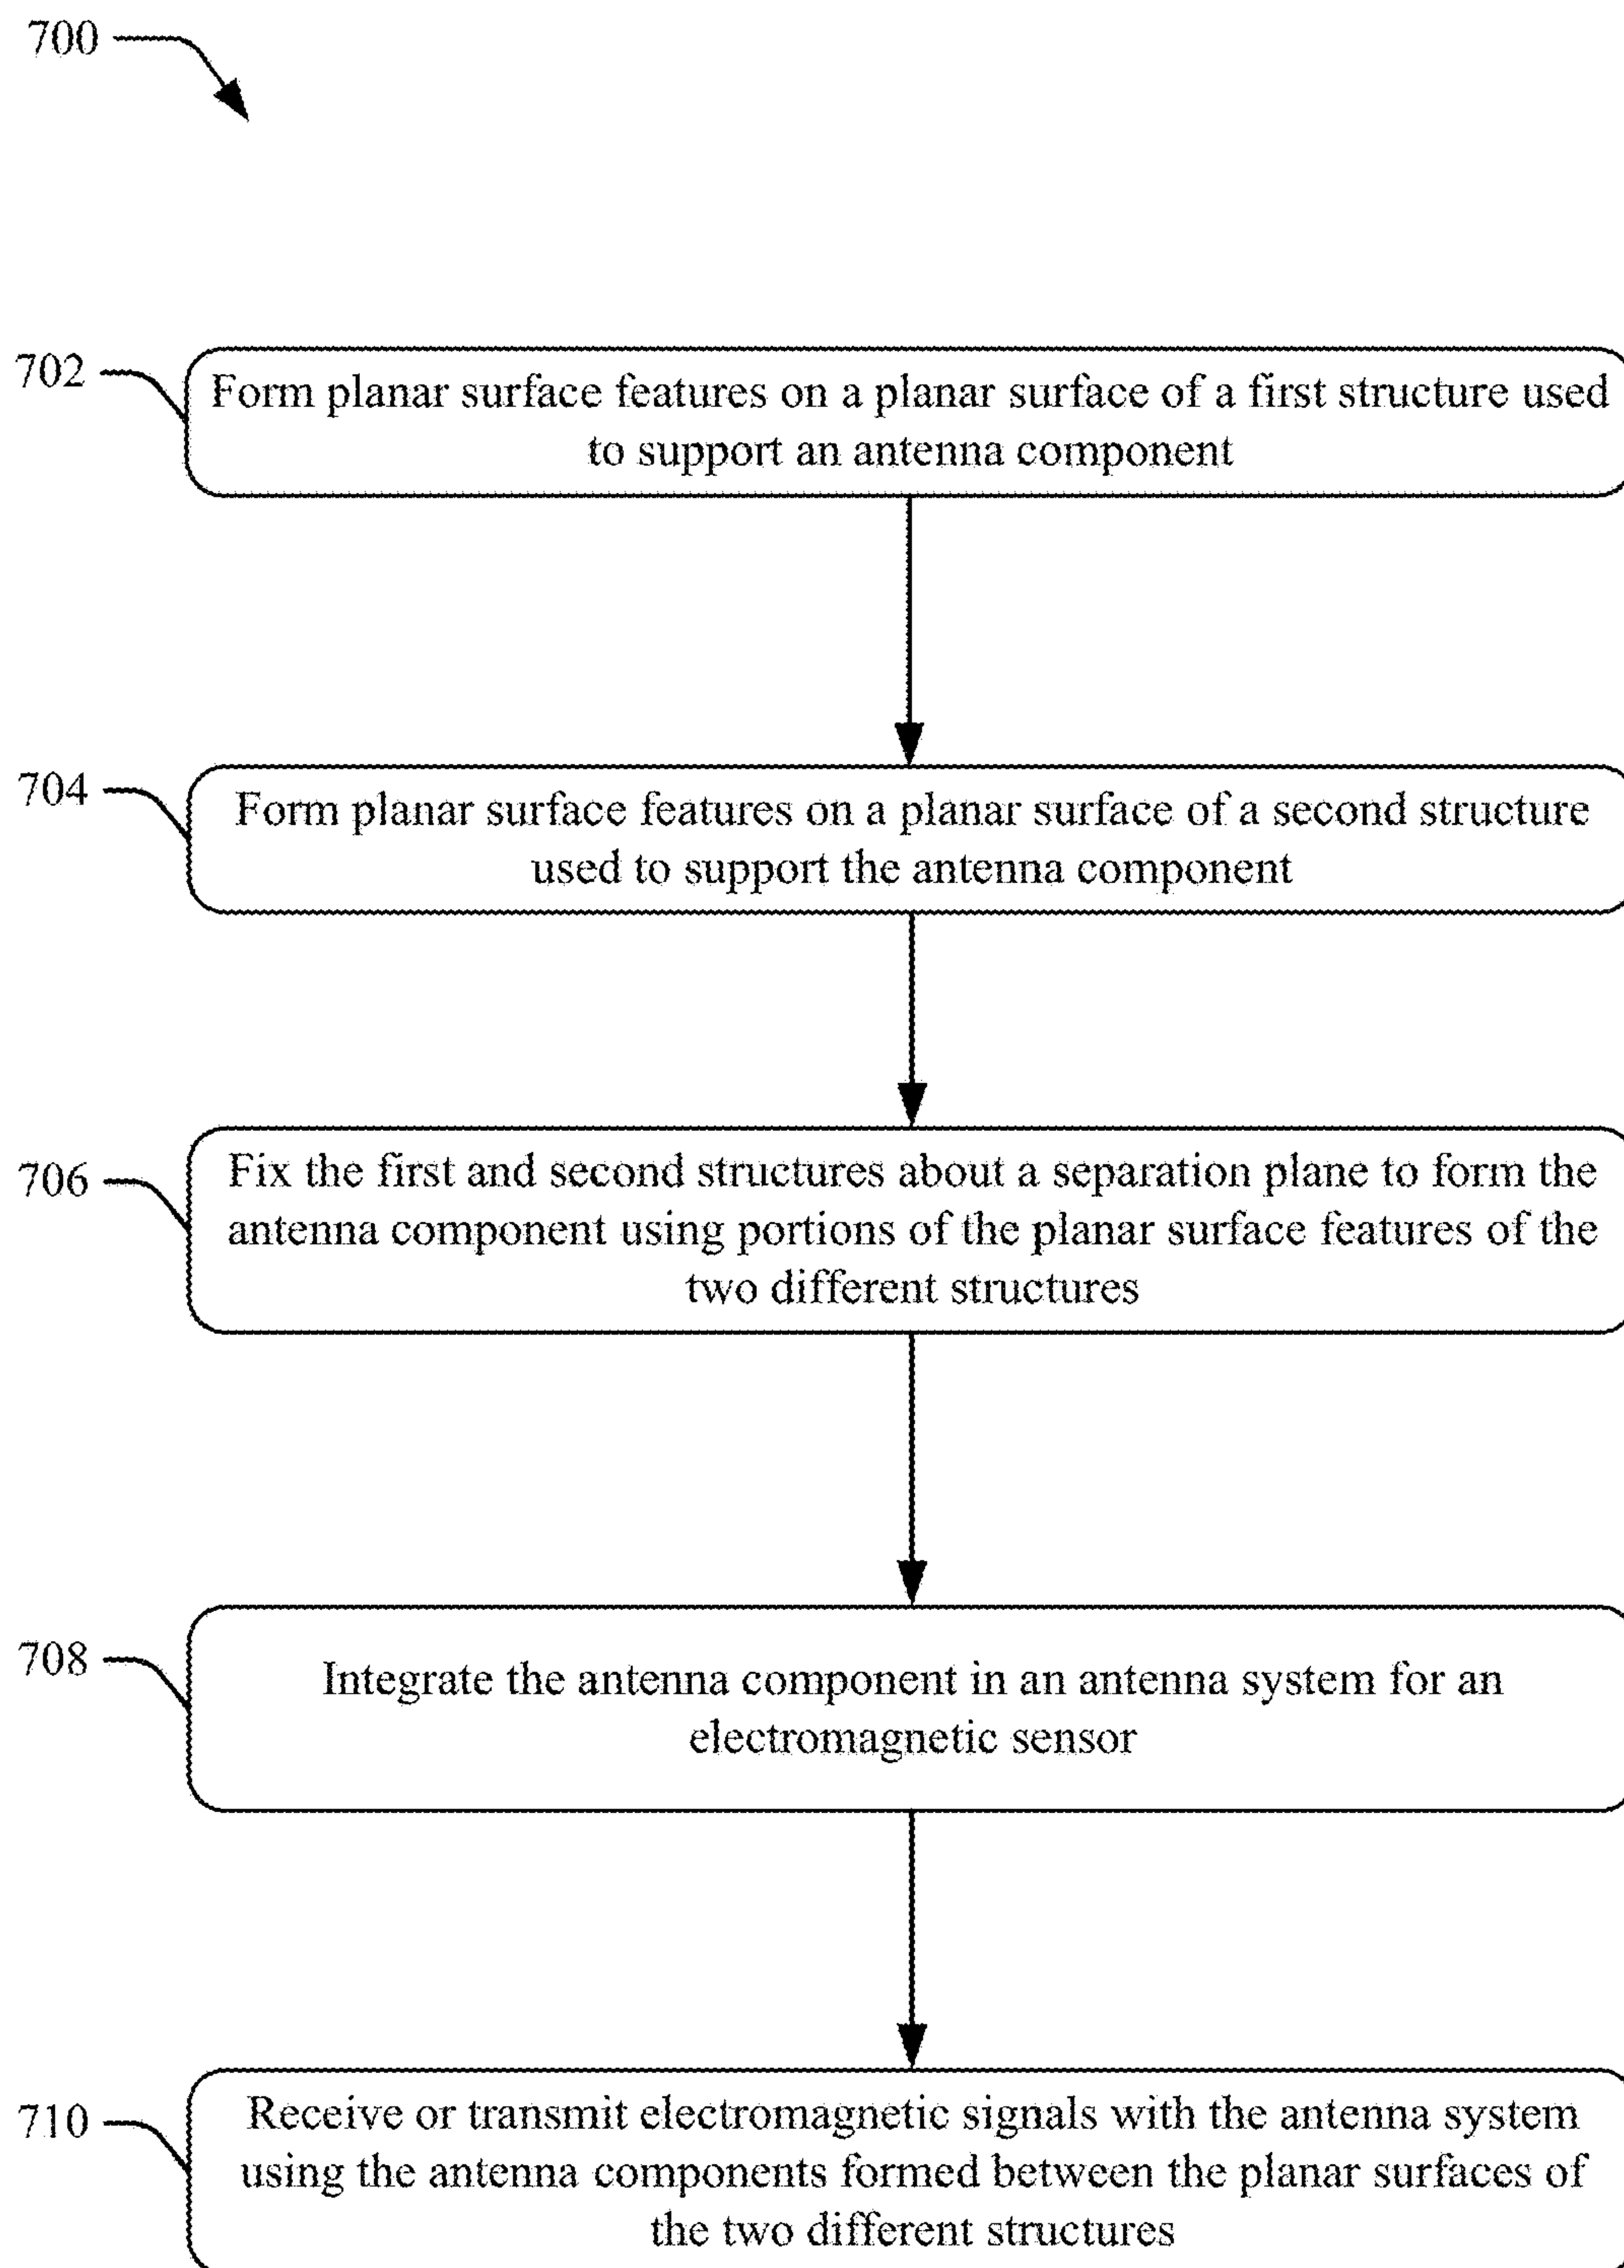 700
702
Form planar surface features on a planar surface of a first structure used
to support an antenna component
704
Form planar surface features on a planar surface of a second structure
used to support the antenna component
706
Fix the first and second structures about a separation plane to form the
antenna component using portions of the planar surface features of the
two different structures
708
Integrate the antenna component in an antenna system for an
electromagnetic sensor
710
Receive or transmit electromagnetic signals with the antenna system
using the antenna components formed between the planar surfaces of
the two different structures